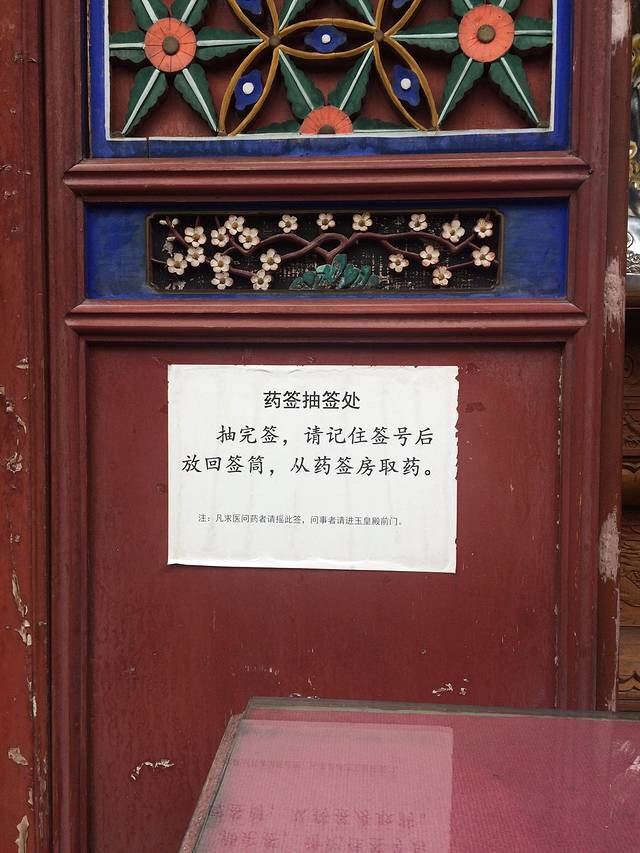 药签抽签处
抽完签，请记住签号后
放回签筒，从药签房取药。
注：凡求医问药者请摇此签，问事者请进玉皇殿前门。